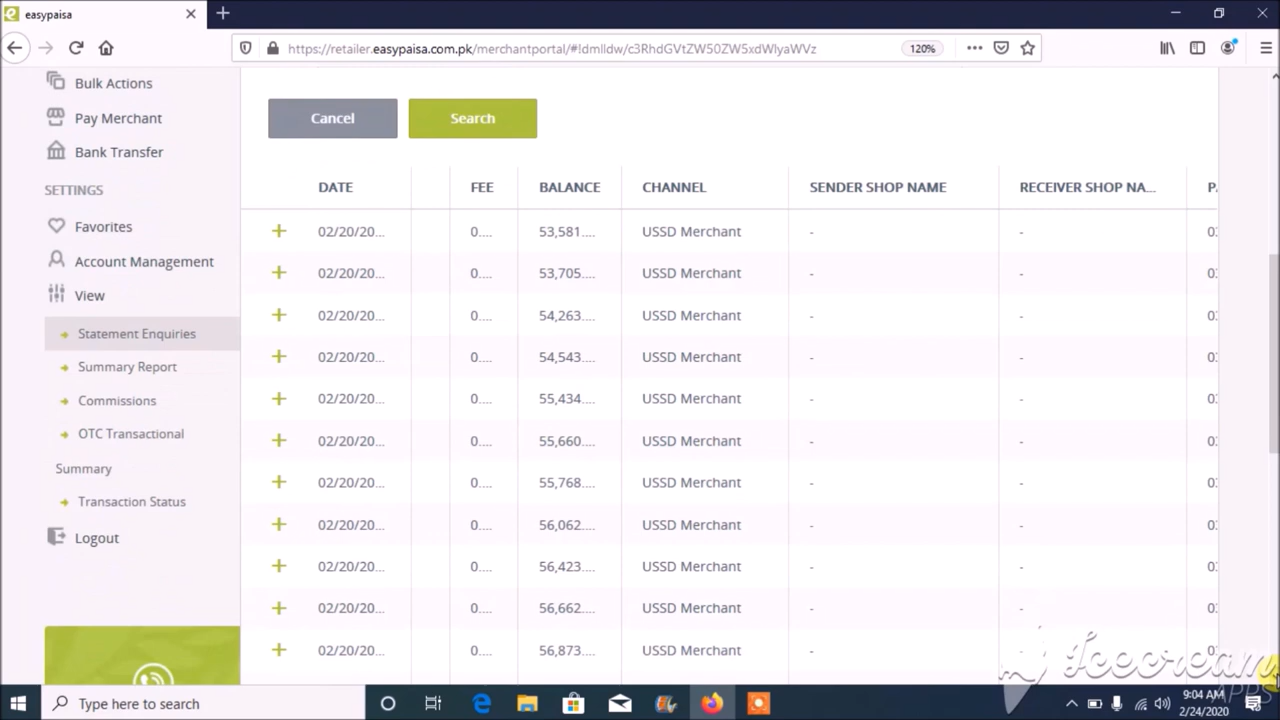 easypaisa
https://retailer.easypaisa.com.pk/merchantportal/#!dmlldw/c3RhdGVtZW50ZW5xdWlyaWVz
120%
Bulk Actions
Pay Merchant
Bank Transfer
SETTINGS
Favorites
Account Management
View
Statement Enquiries
Summary Report
Commissions
OTC Transactional
Summary
Transaction Status
Logout
Cancel
Search
DATE FEE BALANCE CHANNEL SENDER SHOP NAME RECEIVER SHOP NA...
02/20/20... 0.... 53,581.... USSD Merchant - -
02/20/20... 0.... 53,705.... USSD Merchant - -
02/20/20... 0.... 54,263.... USSD Merchant - -
02/20/20... 0.... 54,543.... USSD Merchant - -
02/20/20... 0.... 55,434.... USSD Merchant - -
02/20/20... 0.... 55,660.... USSD Merchant - -
02/20/20... 0.... 55,768.... USSD Merchant - -
02/20/20... 0.... 56,062.... USSD Merchant - -
02/20/20... 0.... 56,423.... USSD Merchant - -
02/20/20... 0.... 56,662.... USSD Merchant - -
02/20/20... 0.... 56,873.... USSD Merchant - -
Icecream
APPS
Type here to search
9:04 AM
2/24/2020